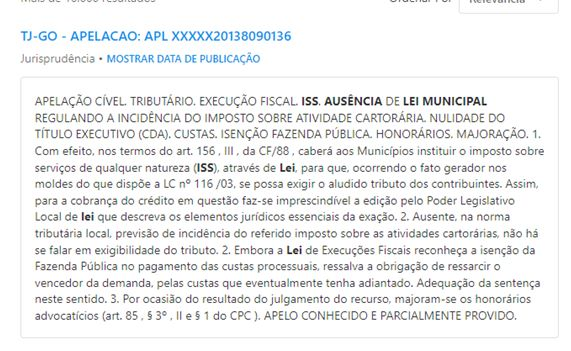 Mais de 10.000 resultados
Ordenar Por
Relevância
TJ-GO - APELACAO: APL XXXXX20138090136
Jurisprudência • MOSTRAR DATA DE PUBLICAÇÃO
APELAÇÃO CÍVEL. TRIBUTÁRIO. EXECUÇÃO FISCAL. ISS. AUSÊNCIA DE LEI MUNICIPAL
REGULANDO A INCIDÊNCIA DO IMPOSTO SOBRE ATIVIDADE CARTORÁRIA. NULIDADE DO
TÍTULO EXECUTIVO (CDA). CUSTAS. ISENÇÃO FAZENDA PÚBLICA. HONORÁRIOS. MAJORAÇÃO. 1.
Com efeito, nos termos do art. 156 , III , da CF/88 , caberá aos Municípios instituir o imposto sobre
serviços de qualquer natureza (ISS), através de Lei, para que, ocorrendo o fato gerador nos
moldes do que dispõe a LC nº 116 /03, se possa exigir o aludido tributo dos contribuintes. Assim,
para a cobrança do crédito em questão faz-se imprescindível a edição pelo Poder Legislativo
Local de lei que descreva os elementos jurídicos essenciais da exação. 2. Ausente, na norma
tributária local, previsão de incidência do referido imposto sobre as atividades cartorárias, não há
se falar em exigibilidade do tributo. 2. Embora a Lei de Execuções Fiscais reconheça a isenção da
Fazenda Pública no pagamento das custas processuais, ressalva a obrigação de ressarcir o
vencedor da demanda, pelas custas que eventualmente tenha adiantado. Adequação da sentença
neste sentido. 3. Por ocasião do resultado do julgamento do recurso, majoram-se os honorários
advocatícios (art. 85 , § 3º , II e § 1 do CPC ). APELO CONHECIDO E PARCIALMENTE PROVIDO.